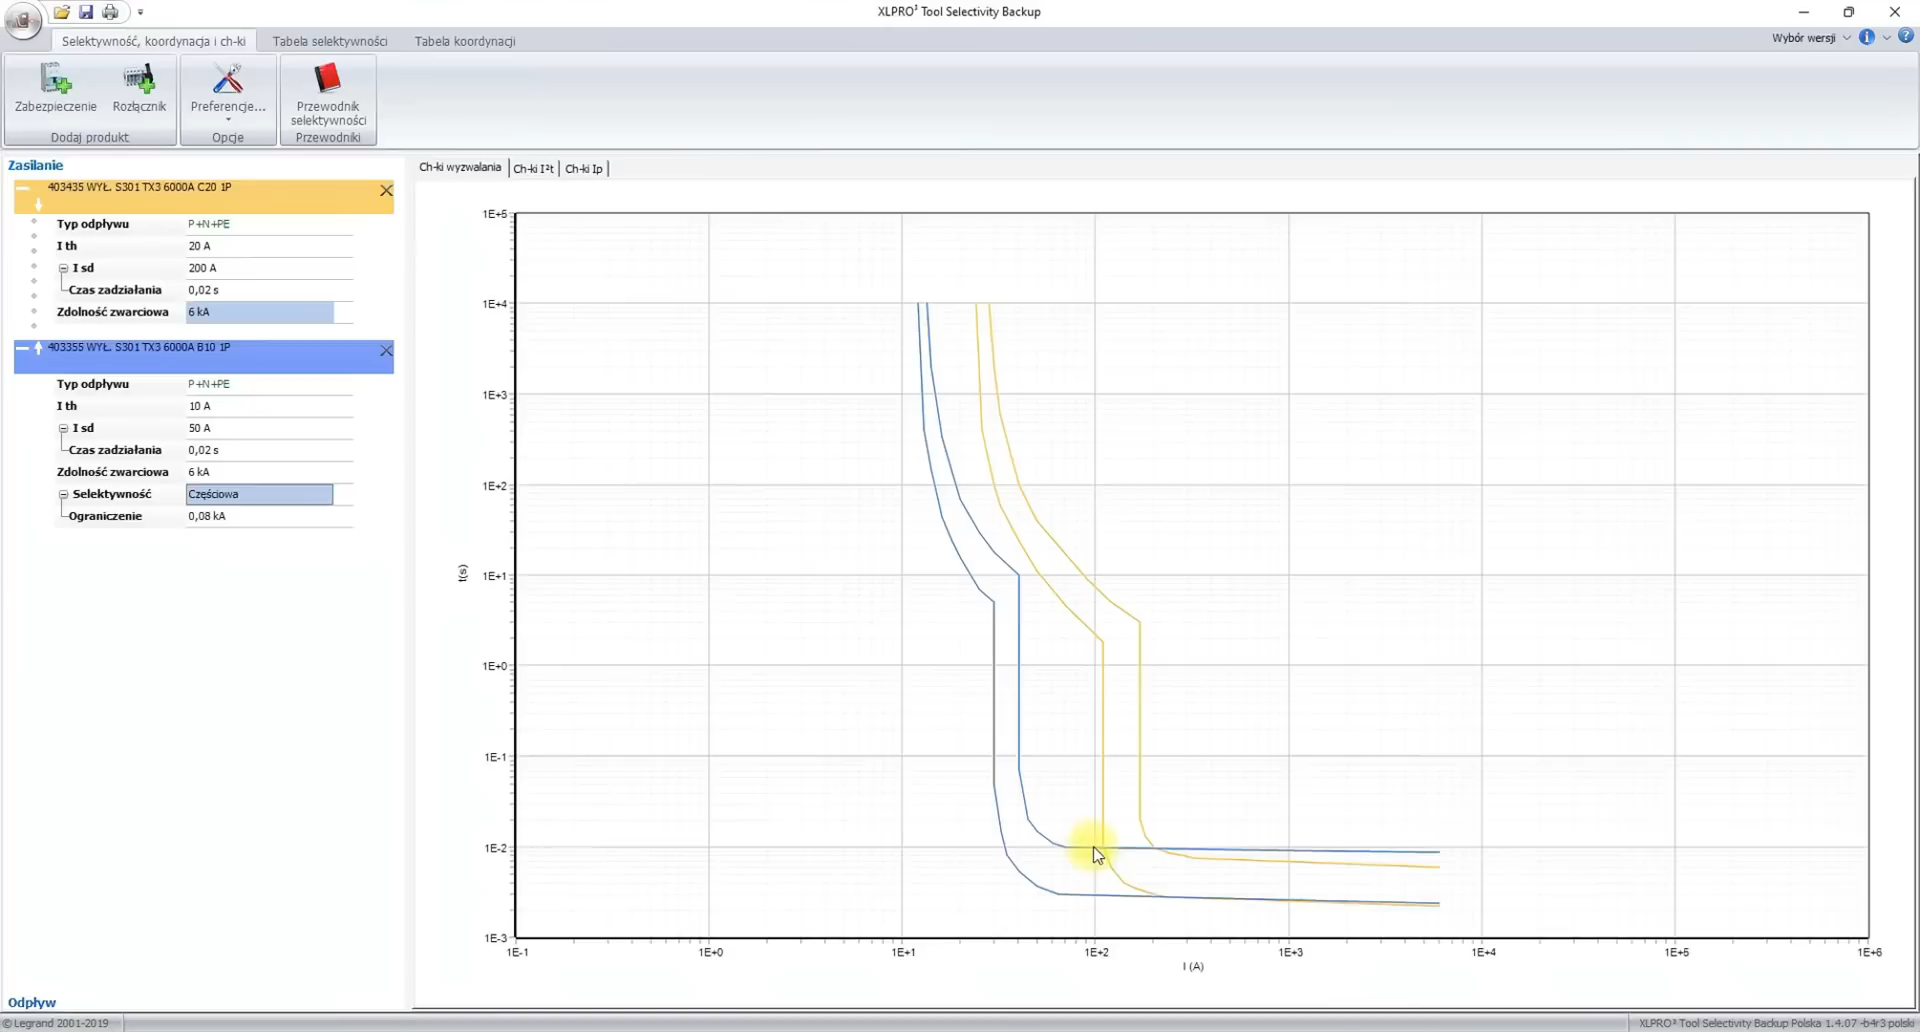 XLPRO³ Tool Selectivity Backup
Selektywność, koordynacja i ch-ki
Tabela selektywności
Tabela koordynacji
Wybór wersji
Zabezpieczenie
Rozłącznik
Preferencje...
Przewodnik
selektywności
Dodaj produkt
Opcje
Przewodniki
Zasilanie
403435 WYŁ. S301 TX3 6000A C20 1P
Typ odpływu P+N+PE
I th 20 A
I sd 200 A
Czas zadziałania 0,02 s
Zdolność zwarciowa 6 kA
403355 WYŁ. S301 TX3 6000A B10 1P
Typ odpływu P+N+PE
I th 10 A
I sd 50 A
Czas zadziałania 0,02 s
Zdolność zwarciowa 6 kA
Selektywność Częściowa
Ograniczenie 0,08 kA
Odpływ
Ch-ki wyzwalania
Ch-ki I²t
Ch-ki Ip
1E+5
1E+4
1E+3
1E+2
1E+1
1E+0
1E-1
1E-2
1E-3
t(s)
1E-1
1E+0
1E+1
1E+2
1E+3
1E+4
1E+5
1E+6
I (A)
© Legrand 2001-2019
XLPRO³ Tool Selectivity Backup Polska 1.4.07 -b4r3 polski